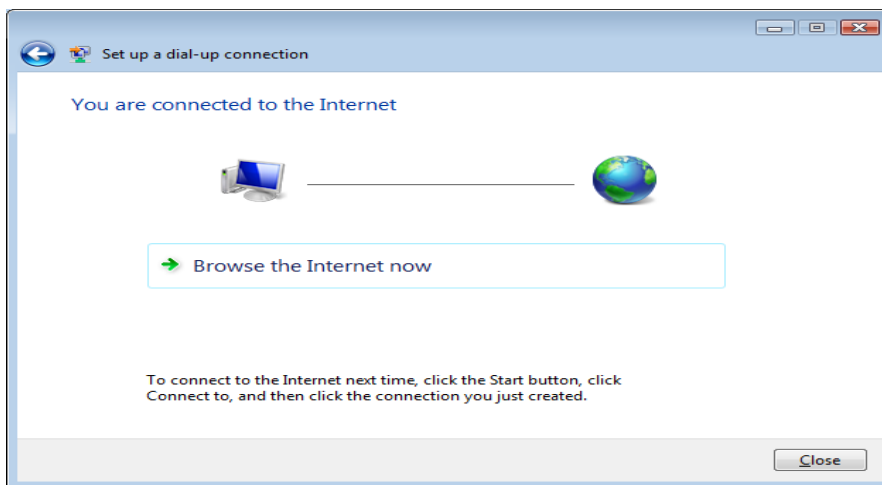 Set up a dial-up connection
You are connected to the Internet
Browse the Internet now
To connect to the Internet next time, click the Start button, click
Connect to, and then click the connection you just created.
Close